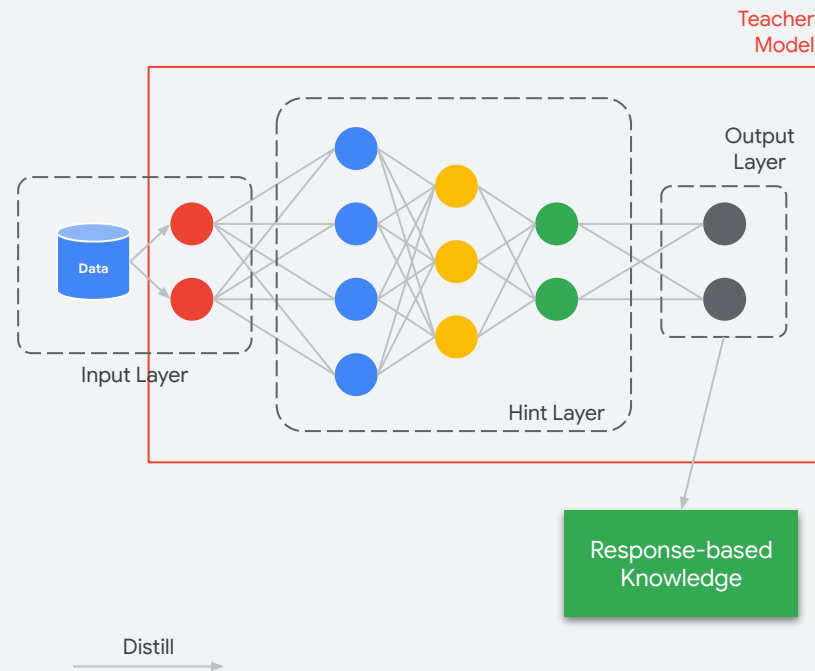 Teacher
Model
Output
Layer
Data
Input Layer
Hint Layer
Response-based
Knowledge
Distill